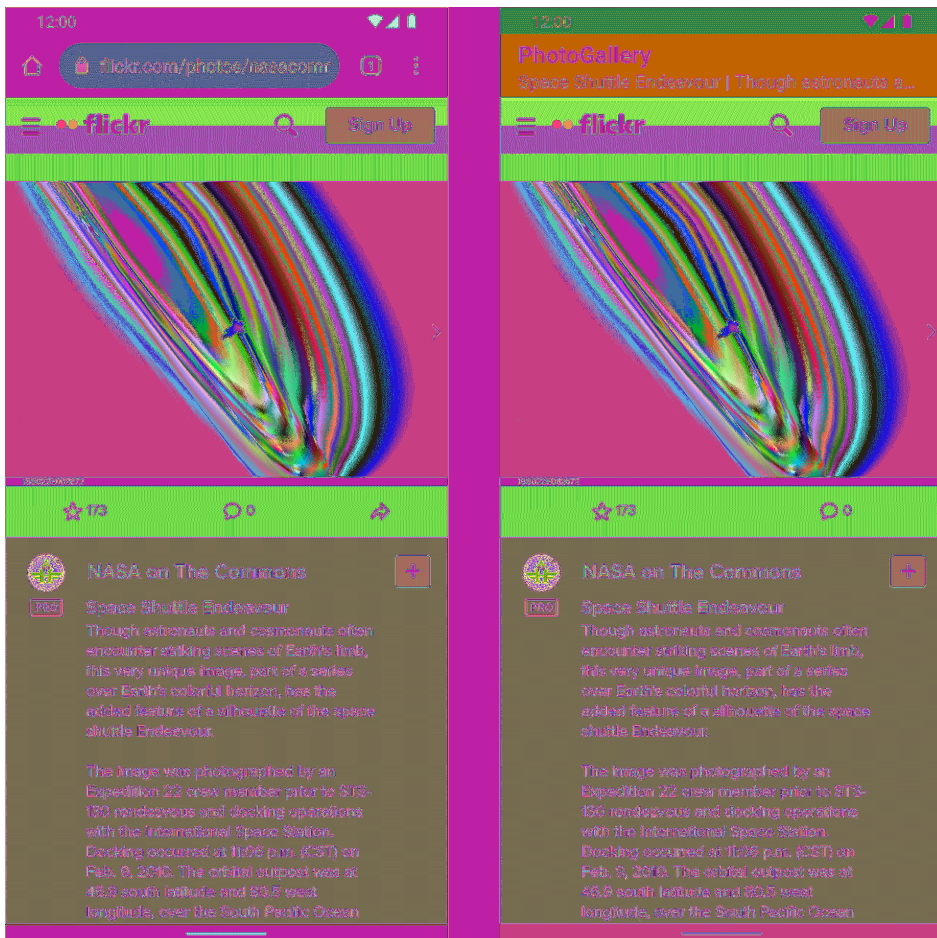 12:00
flickr.com/photos/nasacomm
1
flickr
Sign Up
173
0
NASA on The Commons
PRO
Space Shuttle Endeavour
Though astronauts and cosmonauts often
encounter striking scenes of Earth's limb,
this very unique image, part of a series
over Earth's colorful horizon, has the
added feature of a silhouette of the space
shuttle Endeavour.
The image was photographed by an
Expedition 22 crew member prior to STS-
130 rendezvous and docking operations
with the International Space Station.
Docking occurred at 11:06 p.m. (CST) on
Feb. 9, 2010. The orbital outpost was at
46.9 south latitude and 80.5 west
longitude, over the South Pacific Ocean
12:00
PhotoGallery
Space Shuttle Endeavour | Though astronauts a...
flickr
Sign Up
173
0
NASA on The Commons
PRO
Space Shuttle Endeavour
Though astronauts and cosmonauts often
encounter striking scenes of Earth's limb,
this very unique image, part of a series
over Earth's colorful horizon, has the
added feature of a silhouette of the space
shuttle Endeavour.
The image was photographed by an
Expedition 22 crew member prior to STS-
130 rendezvous and docking operations
with the International Space Station.
Docking occurred at 11:06 p.m. (CST) on
Feb. 9, 2010. The orbital outpost was at
46.9 south latitude and 80.5 west
longitude, over the South Pacific Ocean